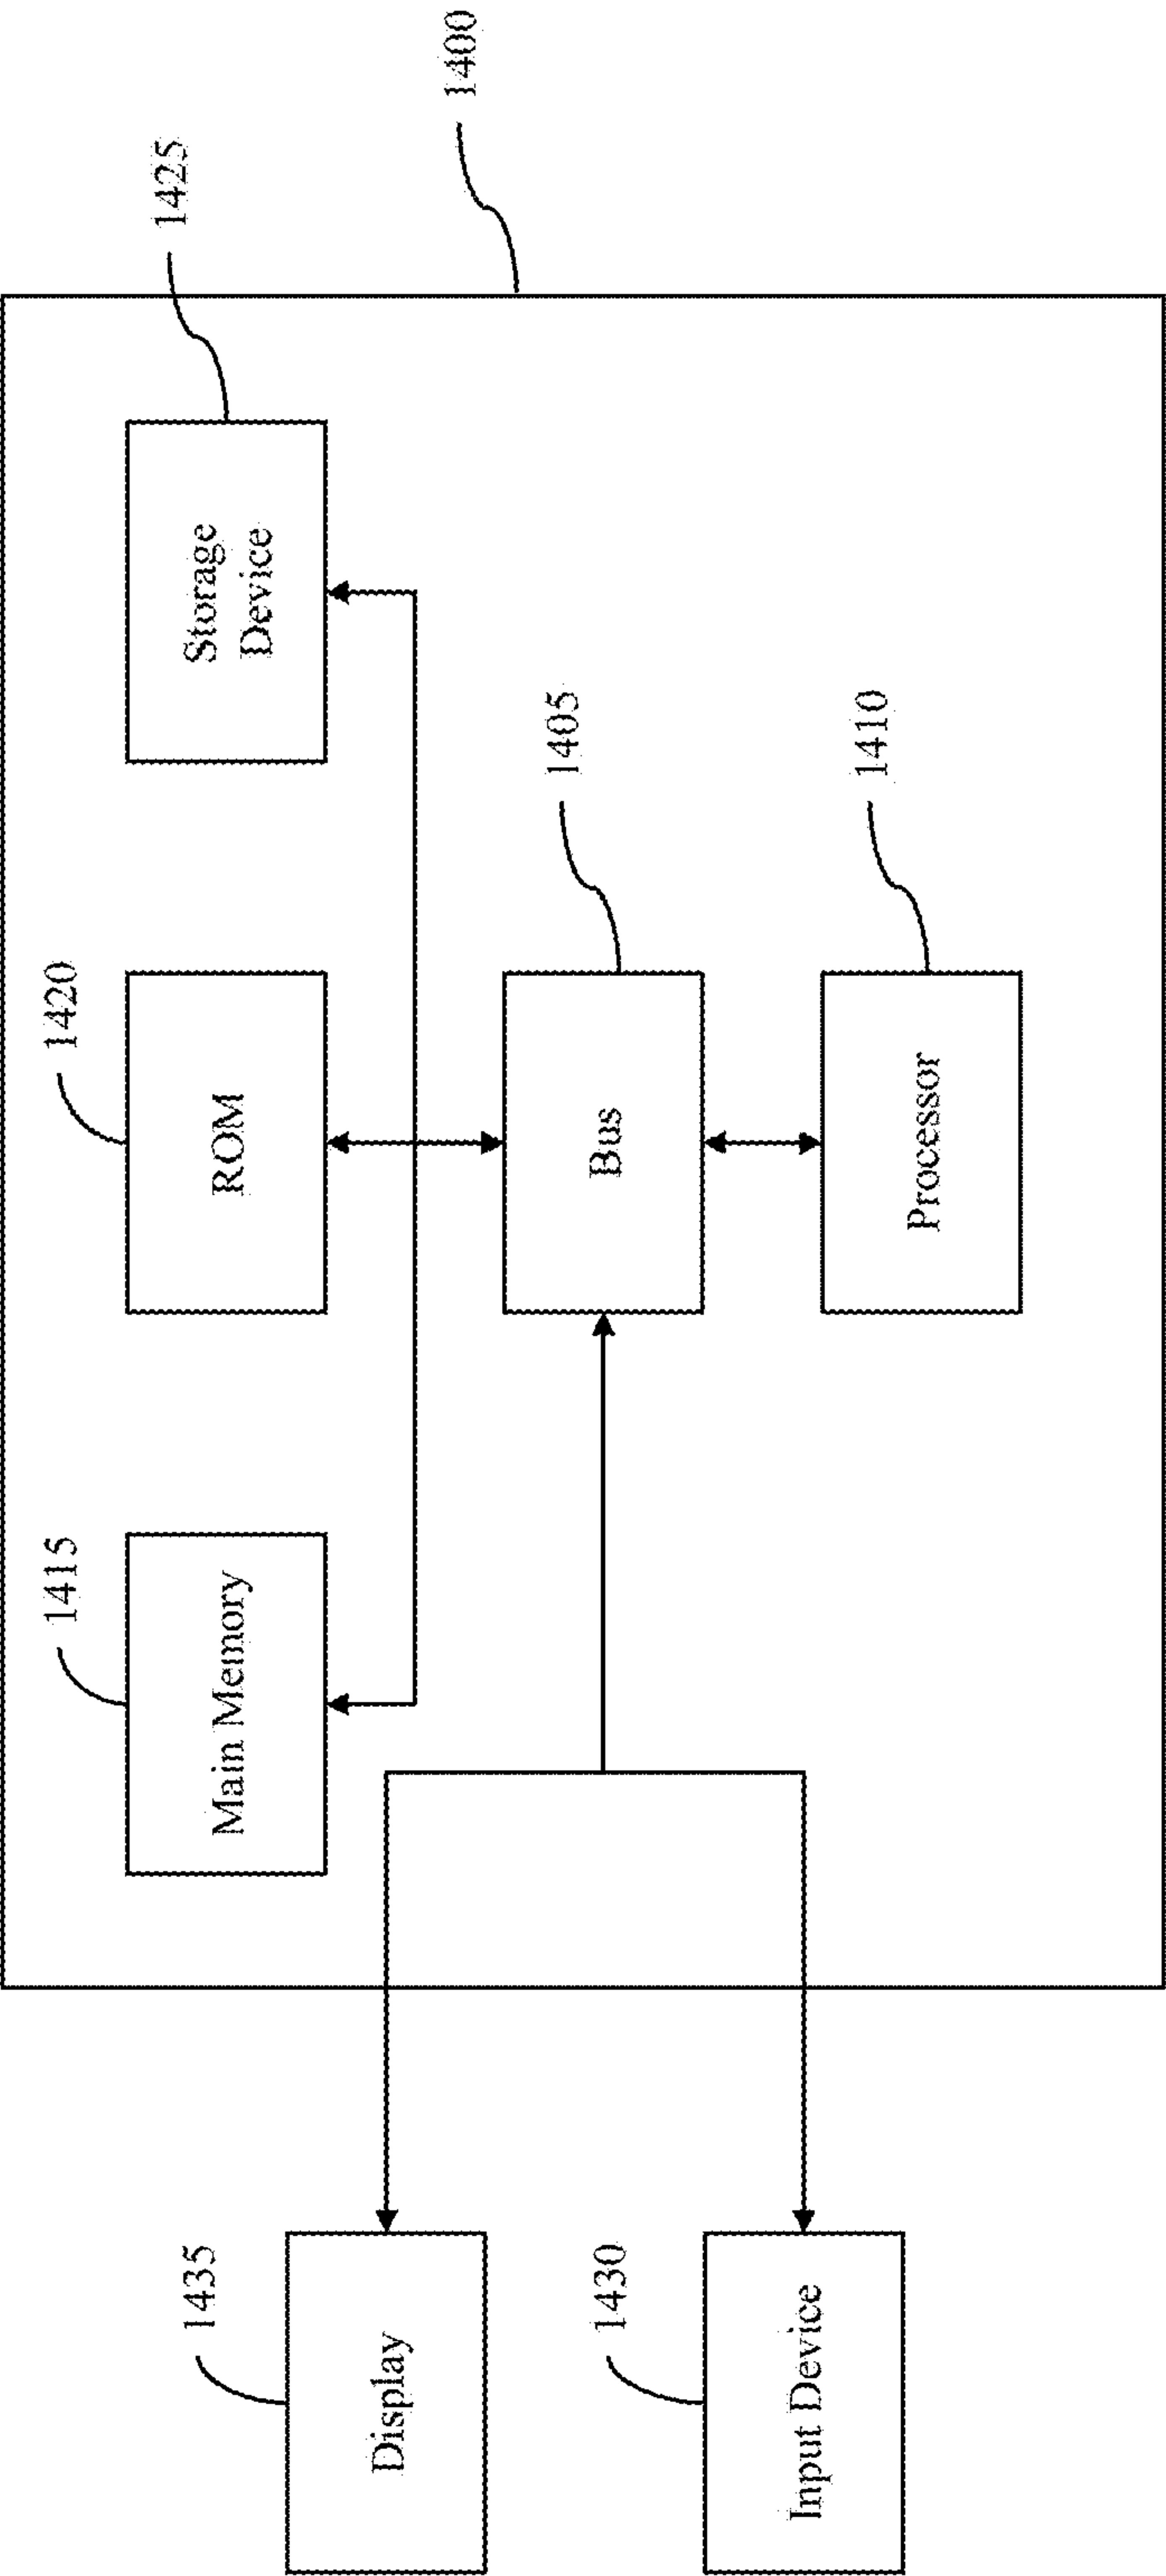 1435
Display
1430
Input Device
1415
Main Memory
1420
ROM
1425
Storage
Device
1405
Bus
1410
Processor
1400